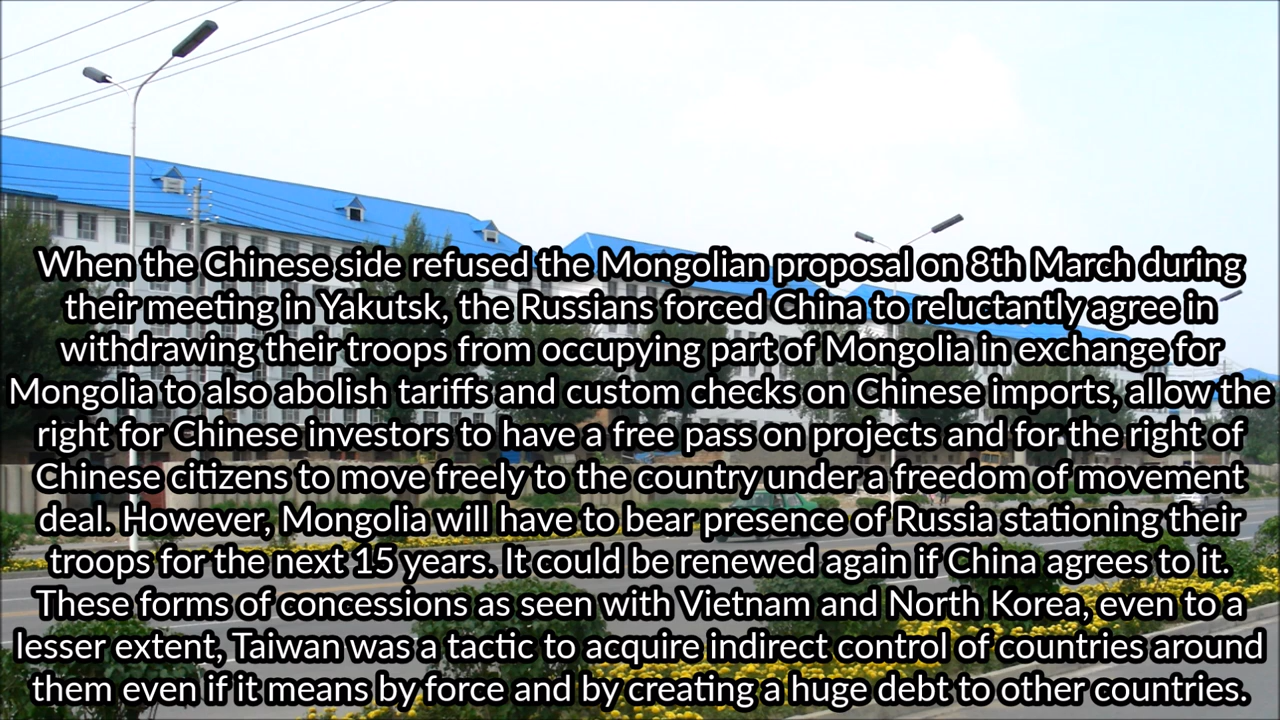 When the Chinese side refused the Mongolian proposal on 8th March during
their meeting in Yakutsk, the Russians forced China to reluctantly agree in
withdrawing their troops from occupying part of Mongolia in exchange for
Mongolia to also abolish tariffs and custom checks on Chinese imports, allow the
right for Chinese investors to have a free pass on projects and for the right of
Chinese citizens to move freely to the country under a freedom of movement
deal. However, Mongolia will have to bear presence of Russia stationing their
troops for the next 15 years. It could be renewed again if China agrees to it.
These forms of concessions as seen with Vietnam and North Korea, even to a
lesser extent, Taiwan was a tactic to acquire indirect control of countries around
them even if it means by force and by creating a huge debt to other countries.